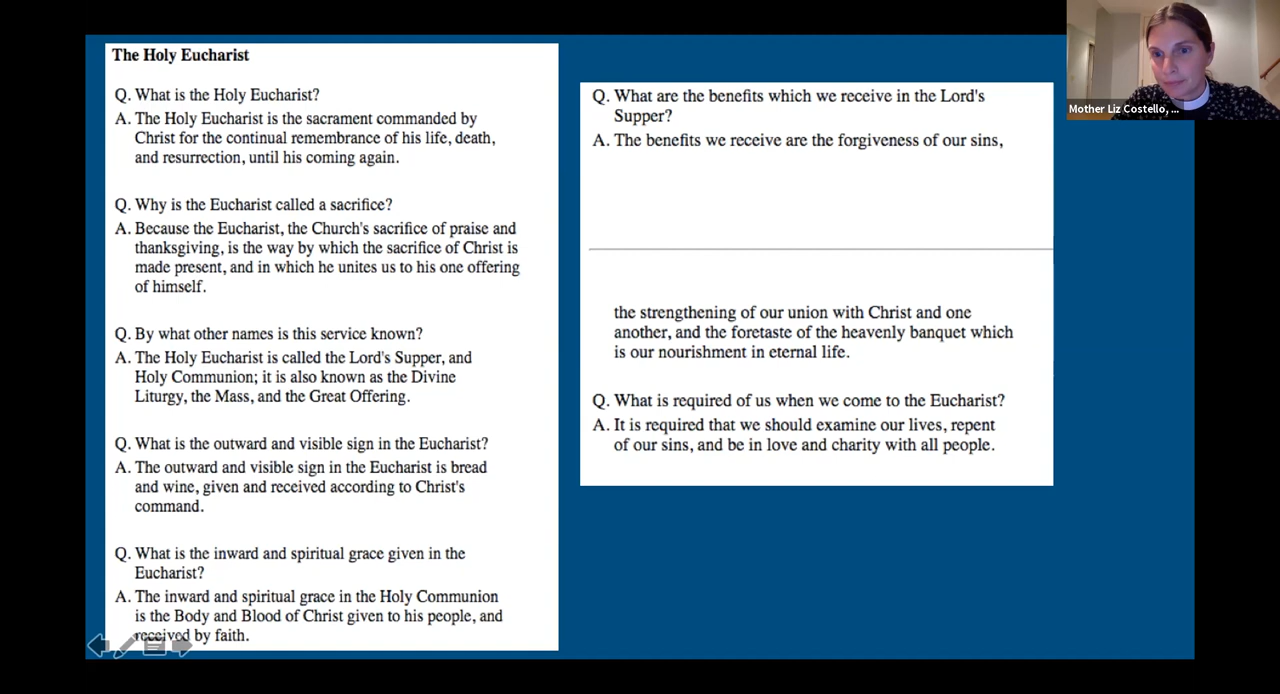 The Holy Eucharist
Q. What is the Holy Eucharist?
A. The Holy Eucharist is the sacrament commanded by
Christ for the continual remembrance of his life, death,
and resurrection, until his coming again.
Q. Why is the Eucharist called a sacrifice?
A. Because the Eucharist, the Church's sacrifice of praise and
thanksgiving, is the way by which the sacrifice of Christ is
made present, and in which he unites us to his one offering
of himself.
Q. By what other names is this service known?
A. The Holy Eucharist is called the Lord's Supper, and
Holy Communion; it is also known as the Divine
Liturgy, the Mass, and the Great Offering.
Q. What is the outward and visible sign in the Eucharist?
A. The outward and visible sign in the Eucharist is bread
and wine, given and received according to Christ's
command.
Q. What is the inward and spiritual grace given in the
Eucharist?
A. The inward and spiritual grace in the Holy Communion
is the Body and Blood of Christ given to his people, and
received by faith.
Q. What are the benefits which we receive in the Lord's
Supper?
A. The benefits we receive are the forgiveness of our sins,
the strengthening of our union with Christ and one
another, and the foretaste of the heavenly banquet which
is our nourishment in eternal life.
Q. What is required of us when we come to the Eucharist?
A. It is required that we should examine our lives, repent
of our sins, and be in love and charity with all people.
Mother Liz Costello, ...